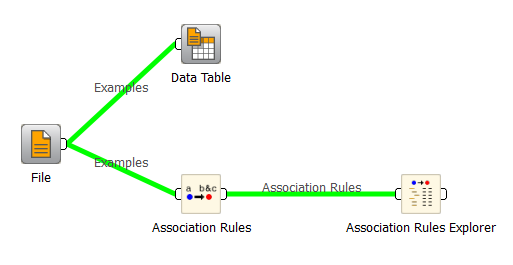 Data Table
Examples
File
Examples
a b&c
Association Rules
Association Rules
Association Rules Explorer